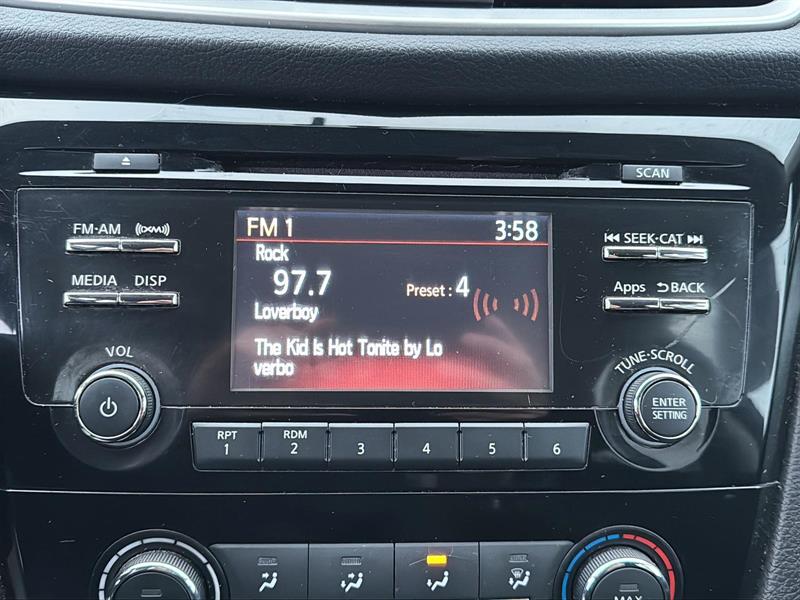 SCAN
FM·AM ((XM))
MEDIA DISP
VOL
FM 1 3:58
Rock
97.7 Preset : 4
Loverboy
The Kid Is Hot Tonite by Lo
verbo
SEEK·CAT
Apps BACK
TUNE·SCROLL
ENTER
SETTING
RPT RDM
1 2 3 4 5 6
MAX